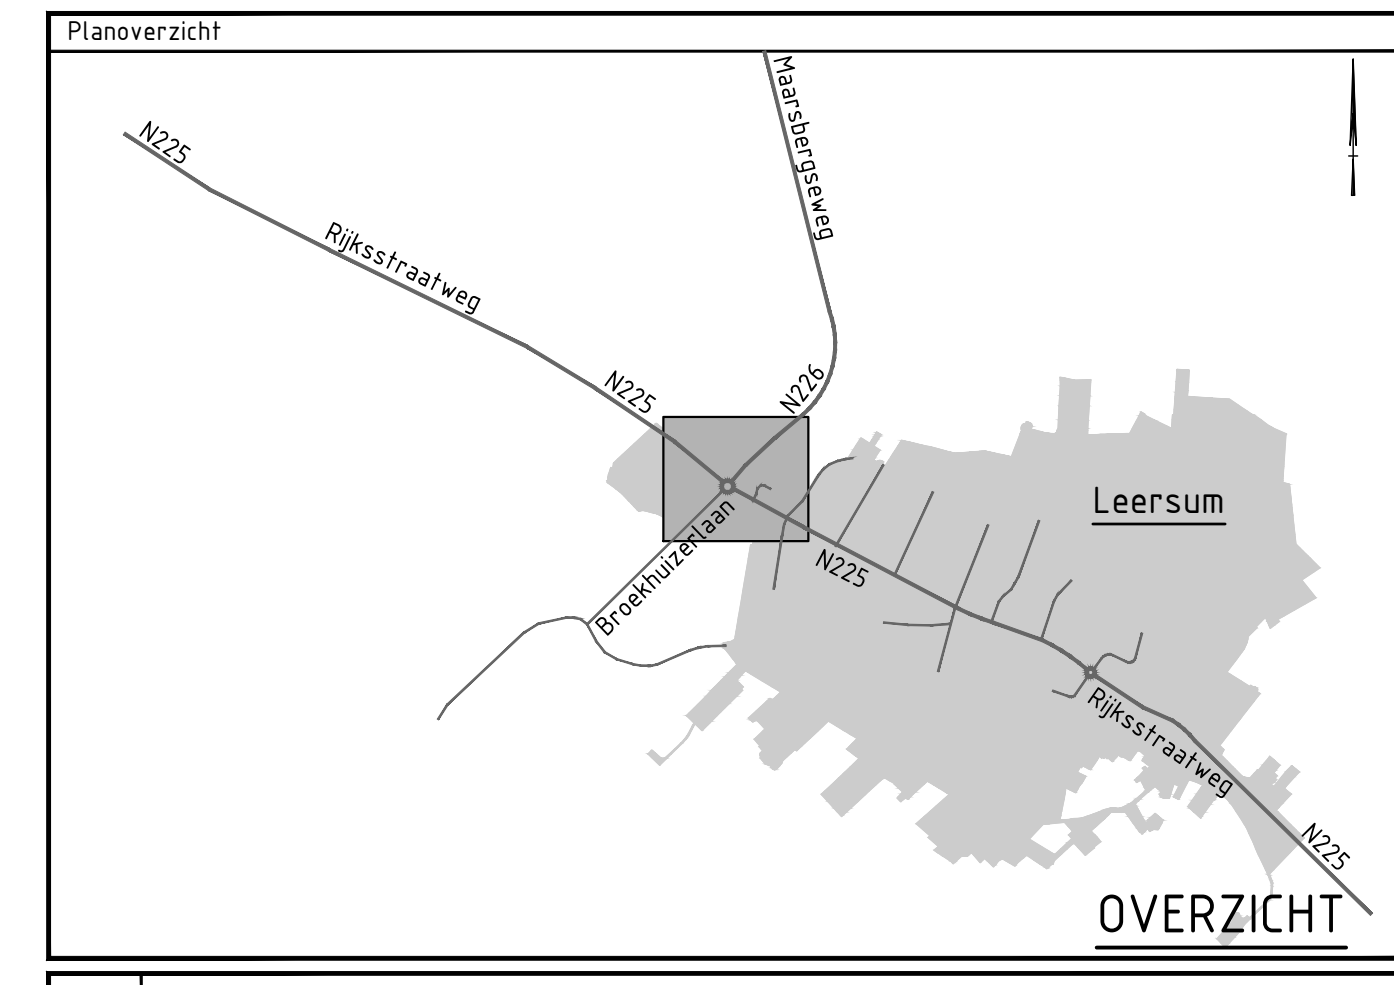 Planoverzicht
Maarsbergseweg
N225
Rijksstraatweg
N225
N226
Leersum
Broekhuizerlaan
N225
Rijksstraatweg
N225
OVERZICHT